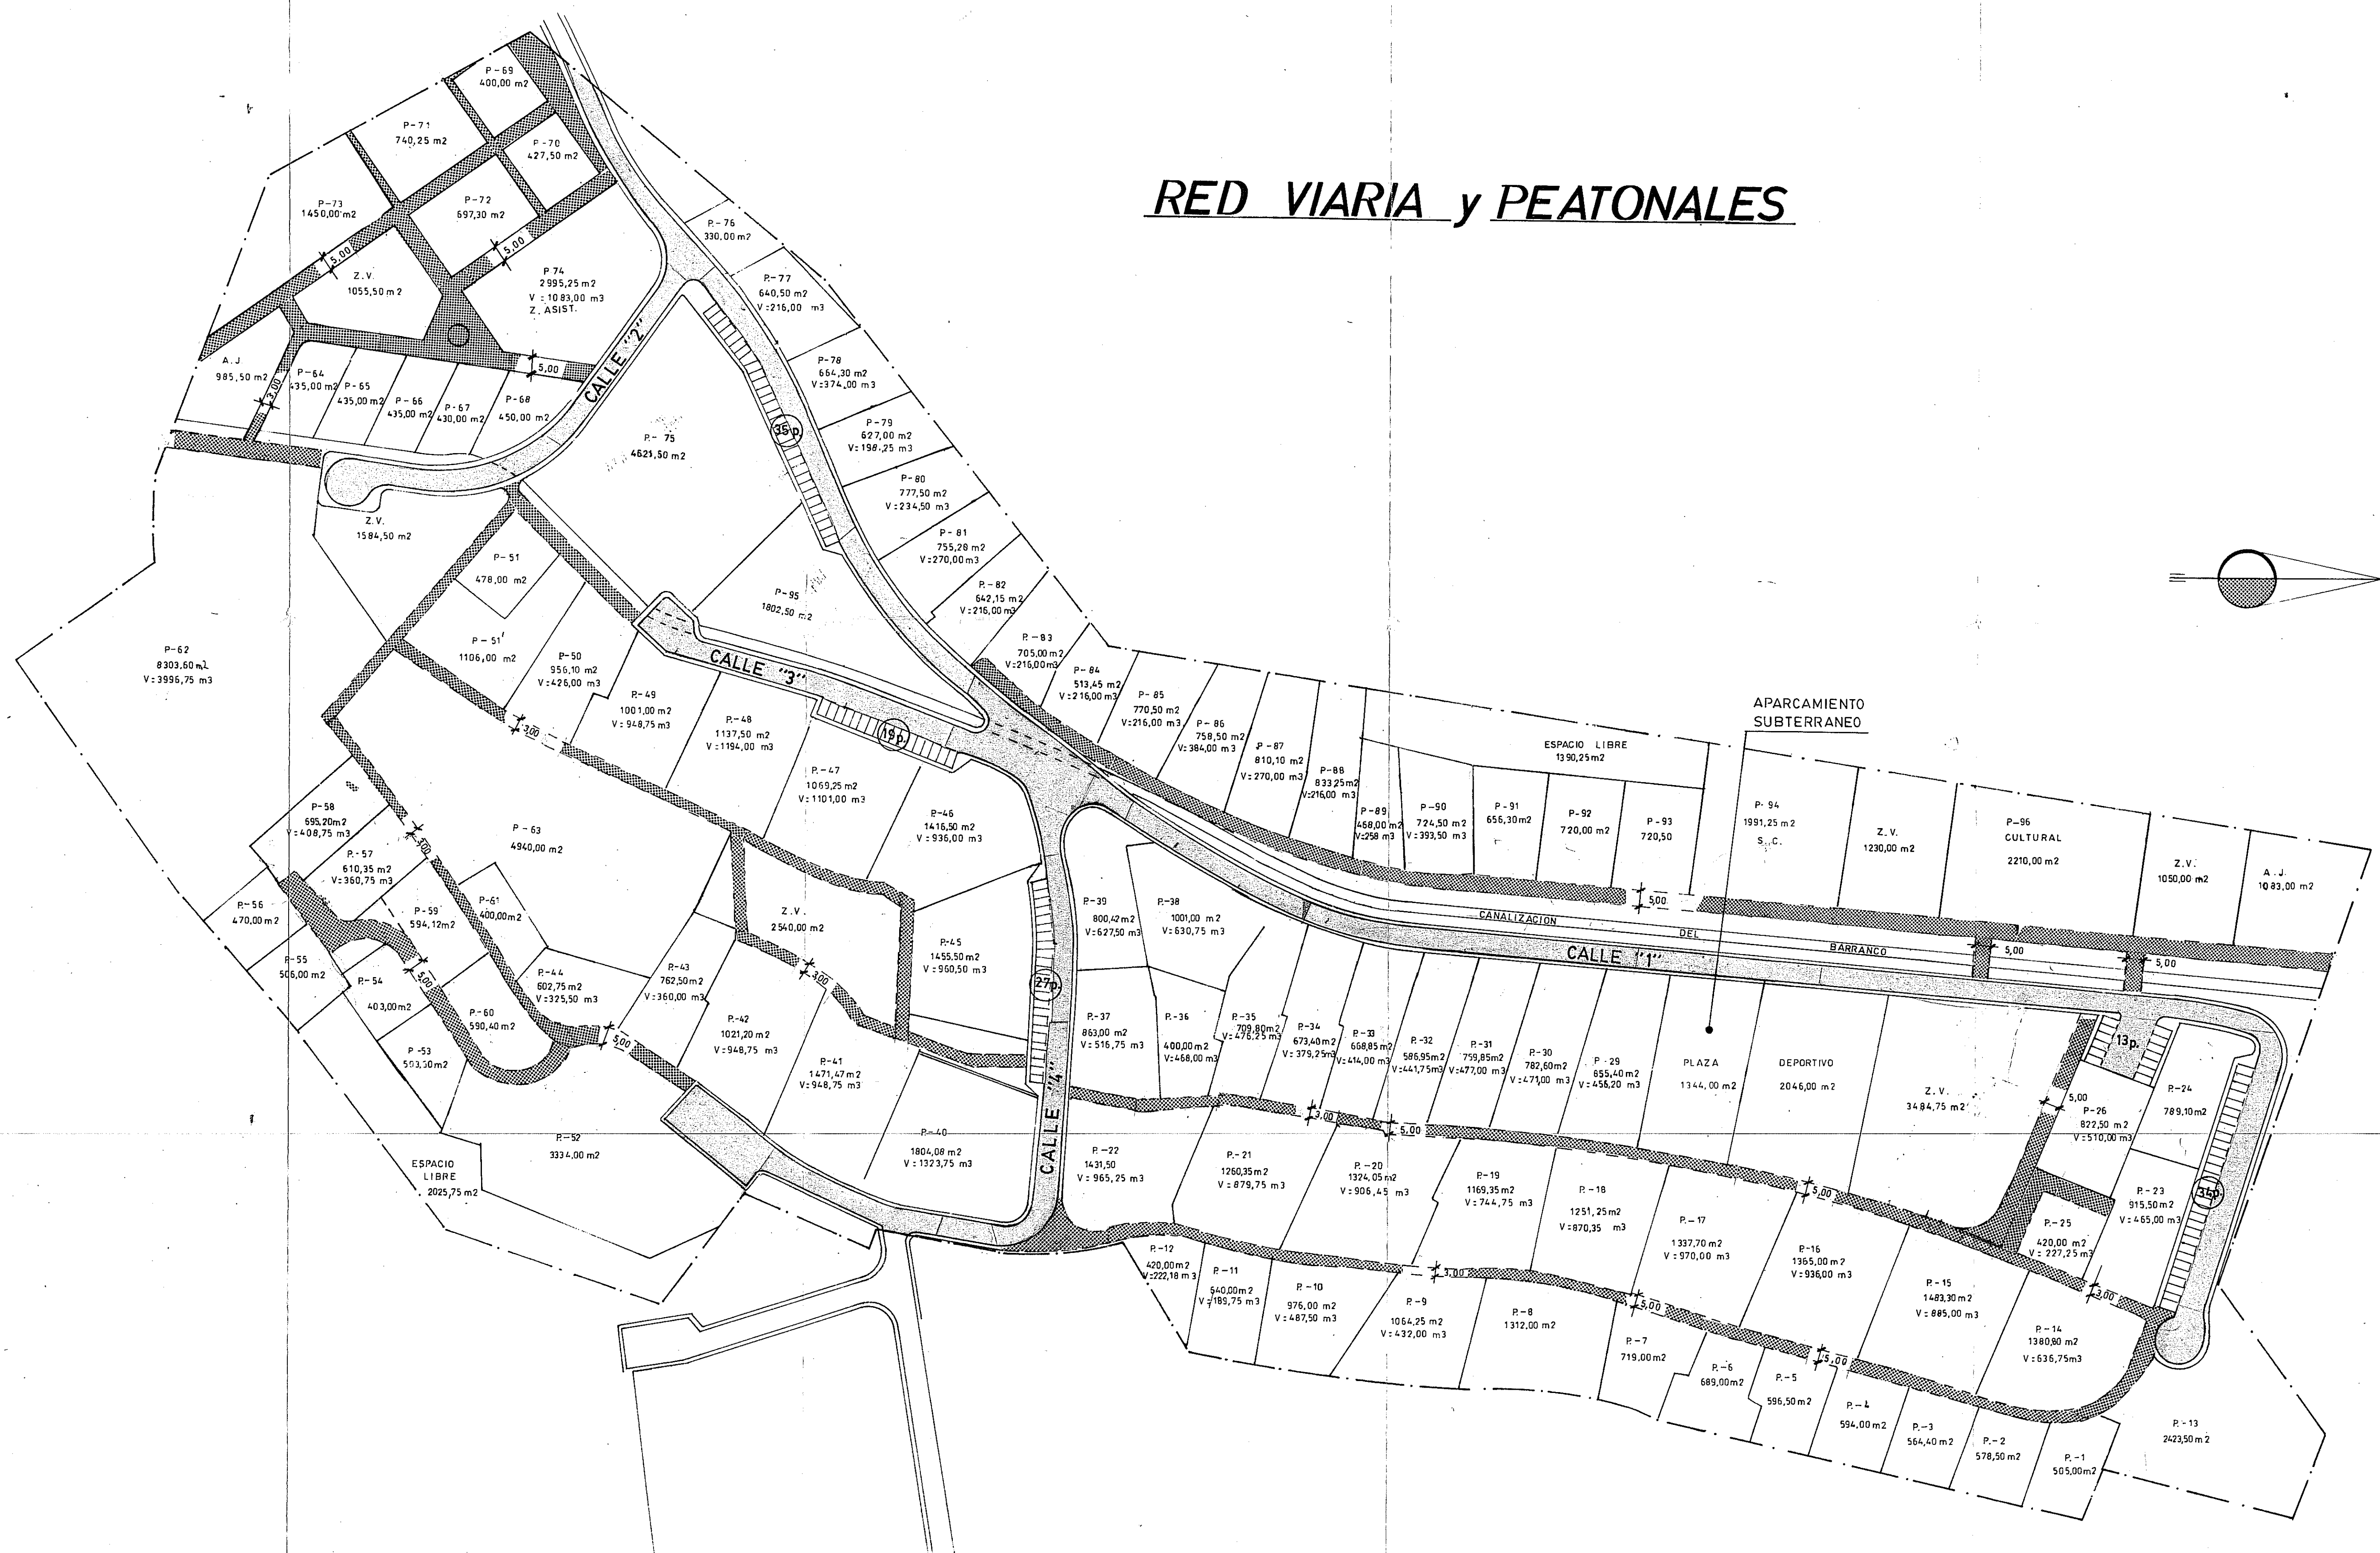 RED VIARIA y PEATONALES
P-69
400,00 m2
P-71
740,25 m2
P-70
427,50 m2
P-73
1450,00 m2
P-72
697,30 m2
5,00
5,00
Z.V.
1055,50 m2
P 74
2995,25 m2
V = 1083,00 m3
Z. ASIST.
A.J
985,50 m2
3,00
P-64
435,00 m2
P-65
435,00 m2
P-66
435,00 m2
P-67
430,00 m2
P-68
450,00 m2
5,00
CALLE "2"
P.-76
330,00 m2
P.-77
640,50 m2
V=216,00 m3
P-78
664,30 m2
V=374,00 m3
P-79
627,00 m2
V=198,25 m3
P-80
777,50 m2
V=234,50 m3
P-81
755,28 m2
V=270,00 m3
P.-82
642,15 m2
V=216,00 m3
P.-83
705,00 m2
V=216,00 m3
P-84
513,45 m2
V=216,00 m3
P.-85
770,50 m2
V=216,00 m3
P-86
758,50 m2
V=384,00 m3
P-87
810,10 m2
V=270,00 m3
P-88
833,25 m2
V=216,00 m3
P-89
468,00 m2
V=258 m3
P-90
724,50 m2
V=393,50 m3
P-91
656,30 m2
P-92
720,00 m2
P-93
720,50
ESPACIO LIBRE
1390,25 m2
APARCAMIENTO
SUBTERRANEO
P- 94
1991,25 m2
S. C.
Z.V.
1230,00 m2
P-96
CULTURAL
2210,00 m2
Z.V.
1050,00 m2
A.J.
1083,00 m2
35 p.
P.- 75
4621,50 m2
P-95
1802,50 m2
Z.V.
1584,50 m2
P-51
478,00 m2
P-51'
1106,00 m2
P-50
956,10 m2
V=426,00 m3
P.-49
1001,00 m2
V=948,75 m3
P.-48
1137,50 m2
V=1194,00 m3
P.-47
1069,25 m2
V=1101,00 m3
P-46
1416,50 m2
V=936,00 m3
CALLE "3"
19 p.
3,00
P-62
8303,60 m2
V=3996,75 m3
P-58
695,20 m2
V=408,75 m3
P-57
610,35 m2
V=360,75 m3
P-56
470,00 m2
P-55
P.-54
403,00 m2
P-59
594,12 m2
P-61
400,00 m2
P-60
590,40 m2
P-53
P-63
4940,00 m2
5,00
P.-44
602,75 m2
V=325,50 m3
5,00
P.-43
762,50 m2
V=360,00 m3
P.-42
1021,20 m2
V=948,75 m3
P.-41
1471,47 m2
V=948,75 m3
P.-40
1804,08 m2
V=1323,75 m3
Z.V.
2540,00 m2
3,00
P.-45
1455,50 m2
V=960,50 m3
27 p.
CALLE "4"
P.-52
3334,00 m2
ESPACIO
LIBRE
2025,75 m2
P.-39
800,42 m2
V=627,50 m3
P.-38
1001,00 m2
V=630,75 m3
P.-37
863,00 m2
V=516,75 m3
P.-36
400,00 m2
V=468,00 m3
P.-35
709,80 m2
V=476,25 m3
P.-34
673,40 m2
V=379,25 m3
P.-33
668,85 m2
V=414,00 m3
P.-32
586,95 m2
V=441,75 m3
P.-31
759,85 m2
V=477,00 m3
P.-30
782,60 m2
V=471,00 m3
P.-29
855,40 m2
V=456,20 m3
PLAZA
1344,00 m2
DEPORTIVO
2046,00 m2
Z.V.
3484,75 m2
CANALIZACION DEL BARRANCO
CALLE "1"
5,00
5,00
5,00
13 p.
P.-24
789,10 m2
5,00
P-26
822,50 m2
V=510,00 m3
P-23
915,50 m2
V=465,00 m3
34 p.
P.-25
420,00 m2
V=227,25 m3
3,00
3,00
5,00
5,00
P.-22
1431,50
V=965,25 m3
P.-21
1260,35 m2
V=879,75 m3
P.-20
1324,05 m2
V=906,45 m3
P.-19
1169,35 m2
V=744,75 m3
P.-18
1251,25 m2
V=870,35 m3
P.-17
1337,70 m2
V=970,00 m3
P.-16
1365,00 m2
V=936,00 m3
P.-15
1483,30 m2
V=885,00 m3
P.-14
1380,80 m2
V=636,75 m3
P.-12
420,00 m2
V=222,18 m3
P.-11
540,00 m2
V=189,75 m3
P.-10
976,00 m2
V=487,50 m3
P.-9
1064,25 m2
V=432,00 m3
P.-8
1312,00 m2
3,00
5,00
5,00
P.-7
719,00 m2
P.-6
689,00 m2
P.-5
596,50 m2
P.-4
594,00 m2
P.-3
564,40 m2
P.-2
578,50 m2
P.-1
505,00 m2
P.-13
2423,50 m2